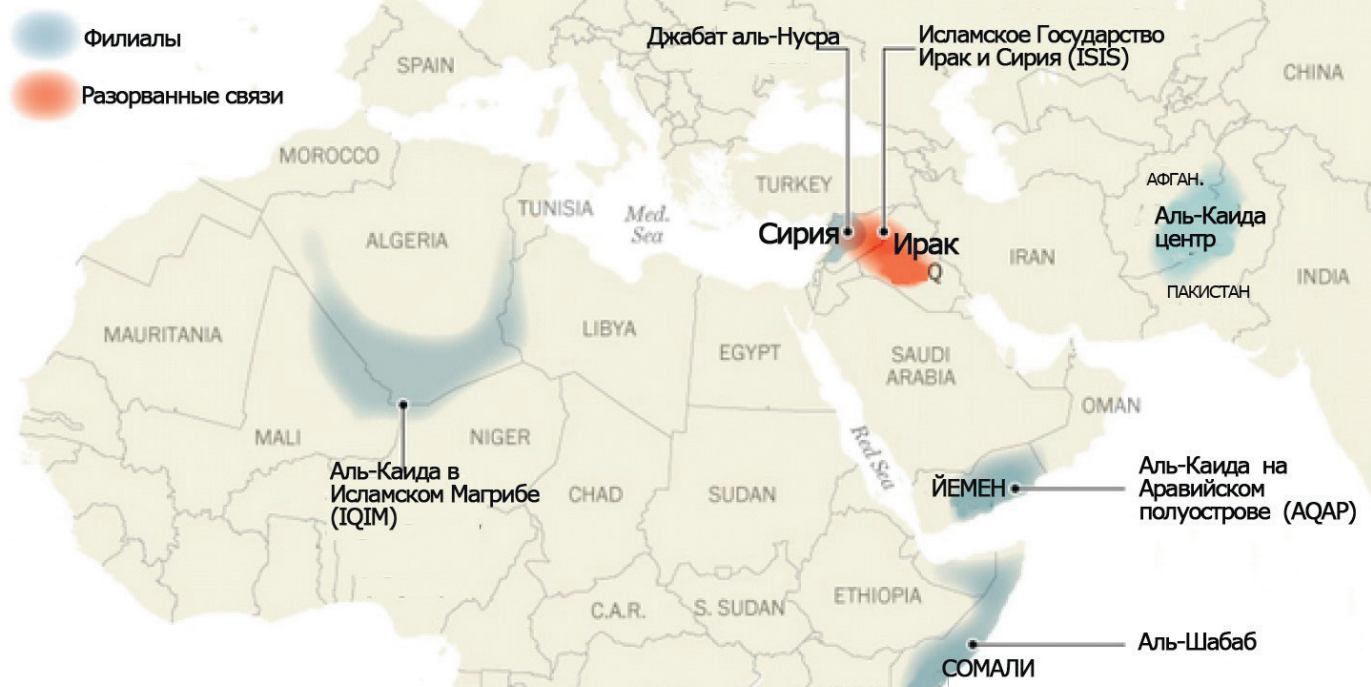 Филиалы
Разорванные связи
Джабат аль-Нусра
Исламское Государство
Ирак и Сирия (ISIS)
SPAIN
CHINA
MOROCCO
TURKEY
АФГАН.
TUNISIA
Med.
Sea
Аль-Каида
центр
ALGERIA
Сирия
Ирак
Q
IRAN
INDIA
ПАКИСТАН
MAURITANIA
LIBYA
EGYPT
SAUDI
ARABIA
OMAN
MALI
NIGER
Red Sea
Аль-Каида в
Исламском Магрибе
(IQIM)
CHAD
SUDAN
ЙЕМЕН
Аль-Каида на
Аравийском
полуострове (AQAP)
C.A.R.
S. SUDAN
ETHIOPIA
Аль-Шабаб
СОМАЛИ